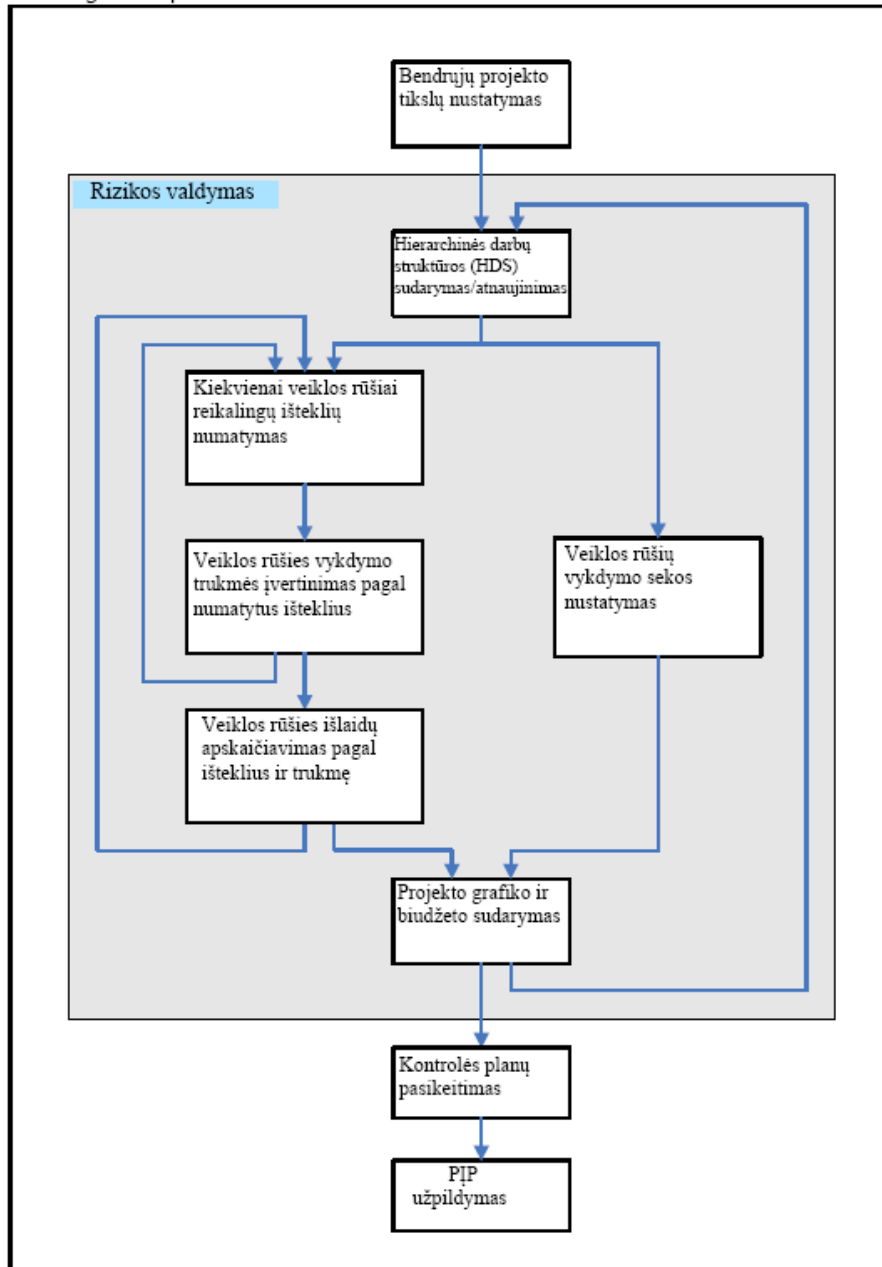 Bendrųjų projekto
tikslų nustatymas
Rizikos valdymas
Hierarchinės darbų
struktūros (HDS)
sudarymas/atnaujinimas
Kiekvienai veiklos rūšiai
reikalingų išteklių
numatymas
Veiklos rūšies vykdymo
trukmės įvertinimas pagal
numatytus išteklius
Veiklos rūšių
vykdymo sekos
nustatymas
Veiklos rūšies išlaidų
apskaičiavimas pagal
išteklius ir trukmę
Projekto grafiko ir
biudžeto sudarymas
Kontrolės planų
pasikeitimas
PĮP
užpildymas